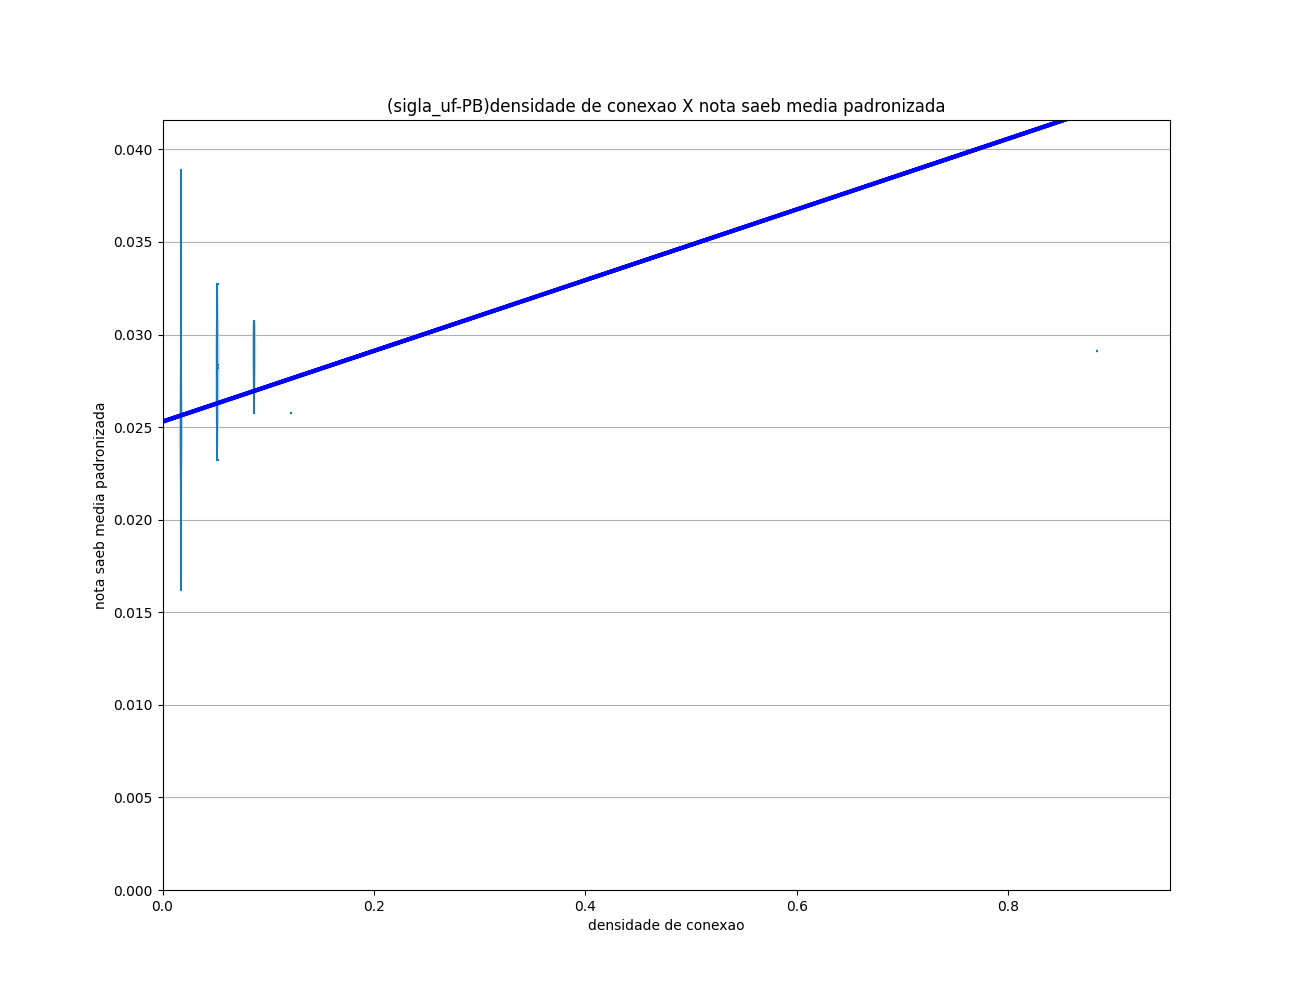 (sigla_uf-PB)densidade de conexao X nota saeb media padronizada
nota saeb media padronizada
0.040
0.035
0.030
0.025
0.020
0.015
0.010
0.005
0.000
0.0 0.2 0.4 0.6 0.8
densidade de conexao